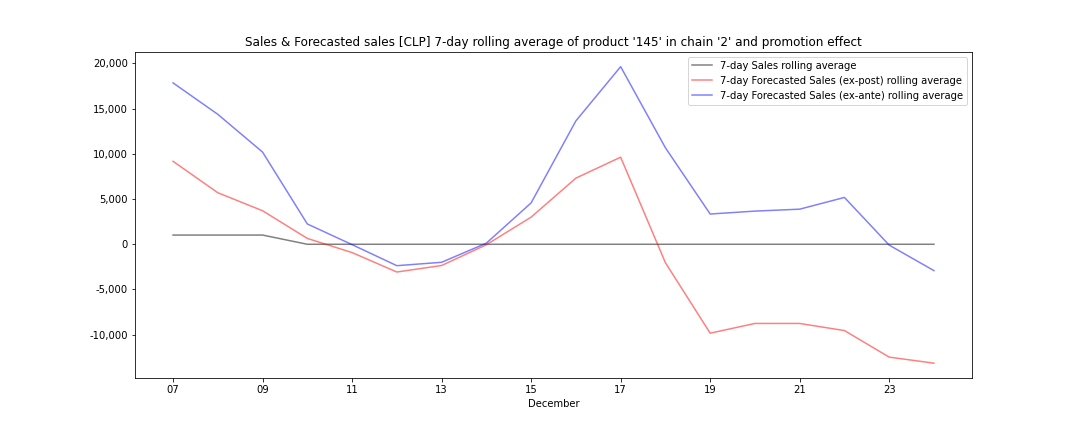 Sales & Forecasted sales [CLP] 7-day rolling average of product '145' in chain '2' and promotion effect
7-day Sales rolling average
7-day Forecasted Sales (ex-post) rolling average
7-day Forecasted Sales (ex-ante) rolling average
20,000
15,000
10,000
5,000
0
-5,000
-10,000
07 09 11 13 15 17 19 21 23
December